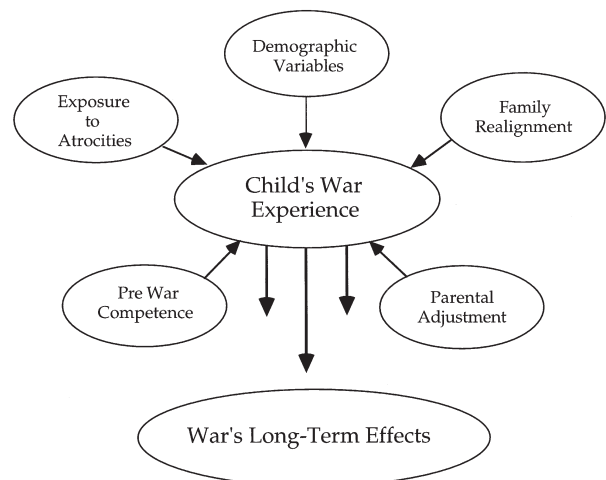 Demographic
Variables
Exposure
to
Atrocities
Family
Realignment
Child's War
Experience
Pre War
Competence
Parental
Adjustment
War's Long-Term Effects